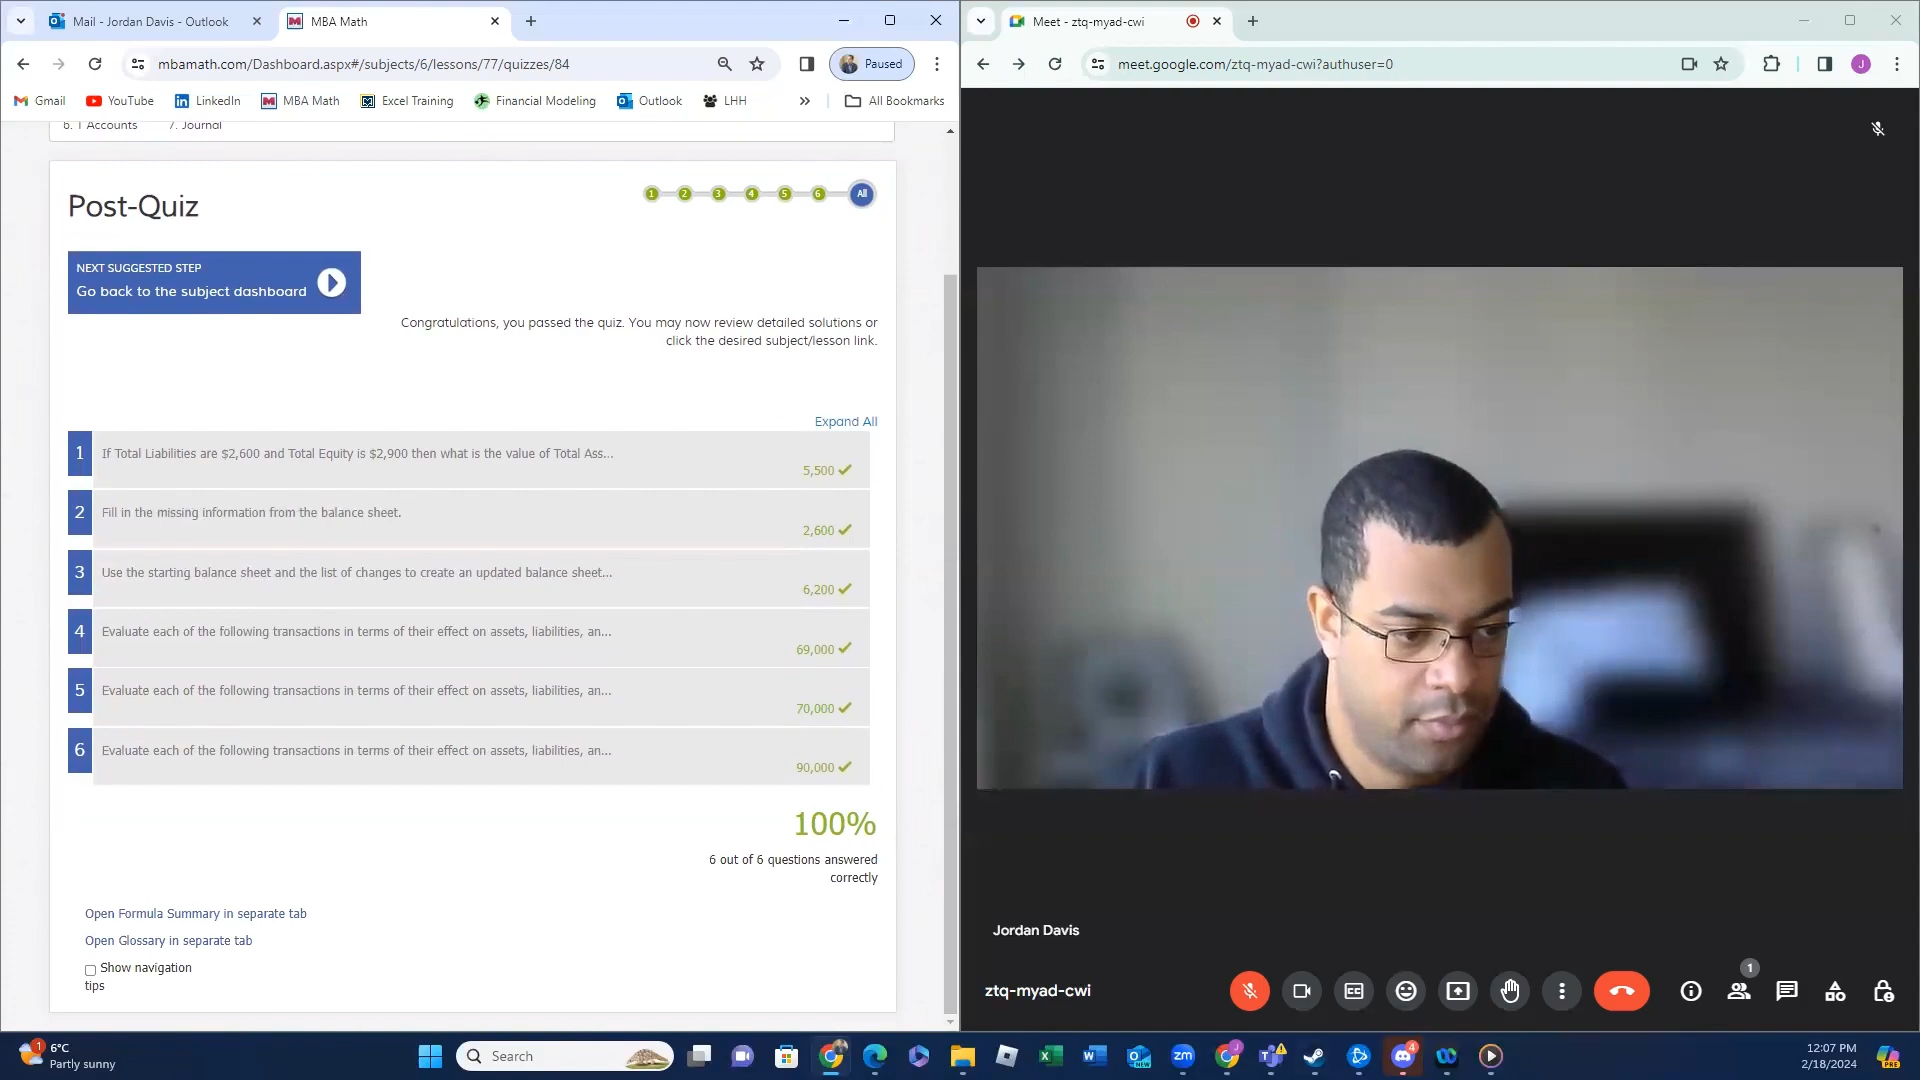 Mail - Jordan Davis - Outlook
MBA Math
mbamath.com/Dashboard.aspx#/subjects/6/lessons/77/quizzes/84
Paused
Gmail
YouTube
LinkedIn
MBA Math
Excel Training
Financial Modeling
Outlook
LHH
All Bookmarks
6. T Accounts
7. Journal
Post-Quiz
1 2 3 4 5 6 All
NEXT SUGGESTED STEP
Go back to the subject dashboard
Congratulations, you passed the quiz. You may now review detailed solutions or
click the desired subject/lesson link.
Expand All
1 If Total Liabilities are $2,600 and Total Equity is $2,900 then what is the value of Total Ass...
5,500
2 Fill in the missing information from the balance sheet.
2,600
3 Use the starting balance sheet and the list of changes to create an updated balance sheet...
6,200
4 Evaluate each of the following transactions in terms of their effect on assets, liabilities, an...
69,000
5 Evaluate each of the following transactions in terms of their effect on assets, liabilities, an...
70,000
6 Evaluate each of the following transactions in terms of their effect on assets, liabilities, an...
90,000
100%
6 out of 6 questions answered
correctly
Open Formula Summary in separate tab
Open Glossary in separate tab
Show navigation
tips
Meet - ztq-myad-cwi
meet.google.com/ztq-myad-cwi?authuser=0
J
Jordan Davis
ztq-myad-cwi
1
1
6°C
Partly sunny
Search
zm
4
12:07 PM
2/18/2024